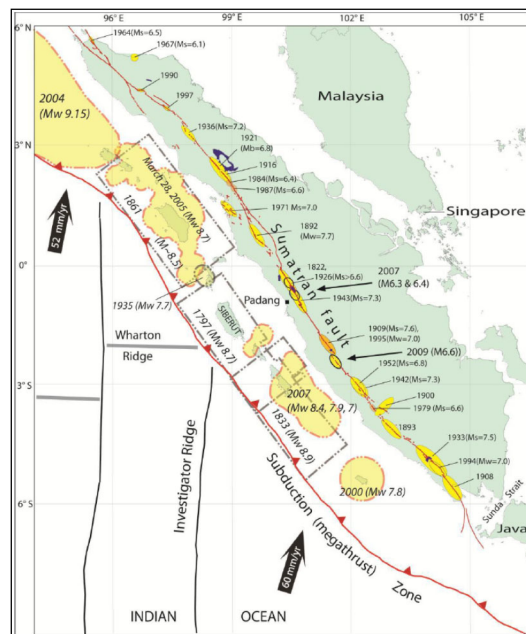 96°E
99°E
102°E
105°E
6°N
3°N
0°
3°S
6°S
1964(Ms=6.5)
1967(Ms=6.1)
1990
1997
2004
(Mw 9.15)
1936(Ms=7.2)
1921
(Mb=6.8)
1916
1984(Ms=6.4)
1987(Ms=6.6)
1971 Ms=7.0
1892
(Mw=7.7)
Malaysia
Singapore
March 28, 2005 (Mw 8.7)
1861
(M~8.5)
52 mm/yr
Sumatran fault
1822,
1926(Ms>6.6)
1943(Ms=7.3)
2007
(M6.3 & 6.4)
Padang
1935 (Mw 7.7)
SIBERUT
1797 (Mw 8.7)
1909(Ms=7.6),
1995(Mw=7.0)
2009 (M6.6))
1952(Ms=6.8)
1942(Ms=7.3)
1900
1979 (Ms=6.6)
1893
1933(Ms=7.5)
1994(Mw=7.0)
1908
Wharton
Ridge
2007
(Mw 8.4, 7.9, 7)
1833 (Mw8.9)
2000 (Mw 7.8)
Investigator Ridge
Subduction (megathrust) Zone
60 mm/yr
Sunda Strait
Java
INDIAN OCEAN